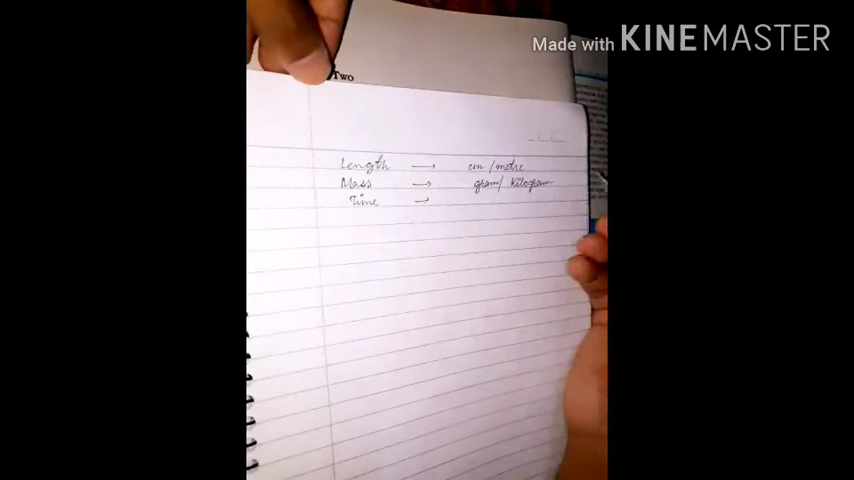 Made with KINEMASTER
Two
Length → cm/metre
Mass → gram/ Kilogram
Time →